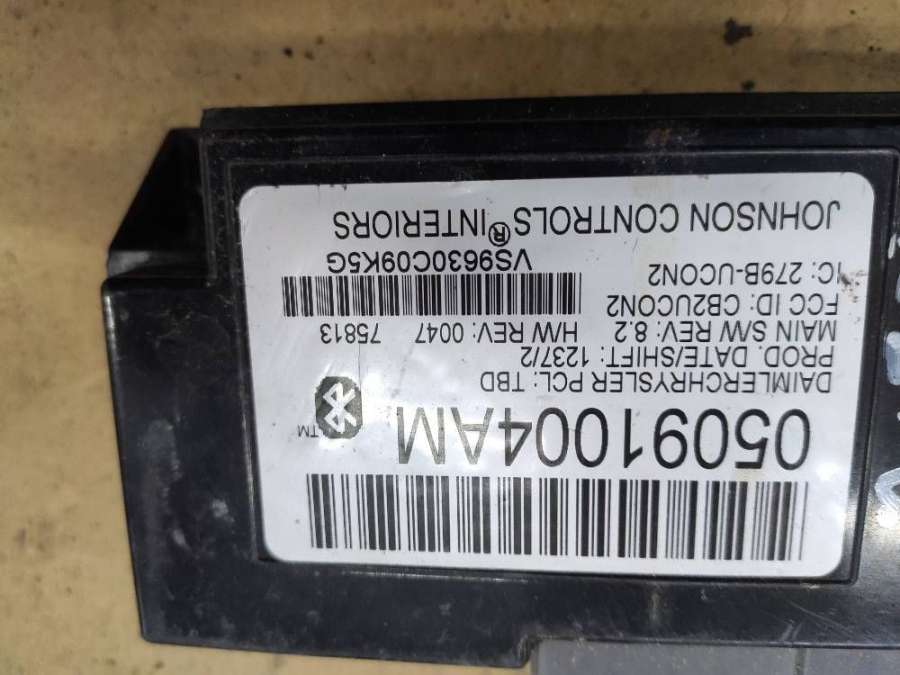 JOHNSON CONTROLS® INTERIORS
IC: 279B-UCON2
VS9630C09K5G
FCC ID: CB2UCON2
MAIN S/W REV: 8.2 H/W REV: 0047 75813
PROD. DATE/SHIFT: 1237/2
DAIMLERCHRYSLER PCL: TBD
05091004AM
TM